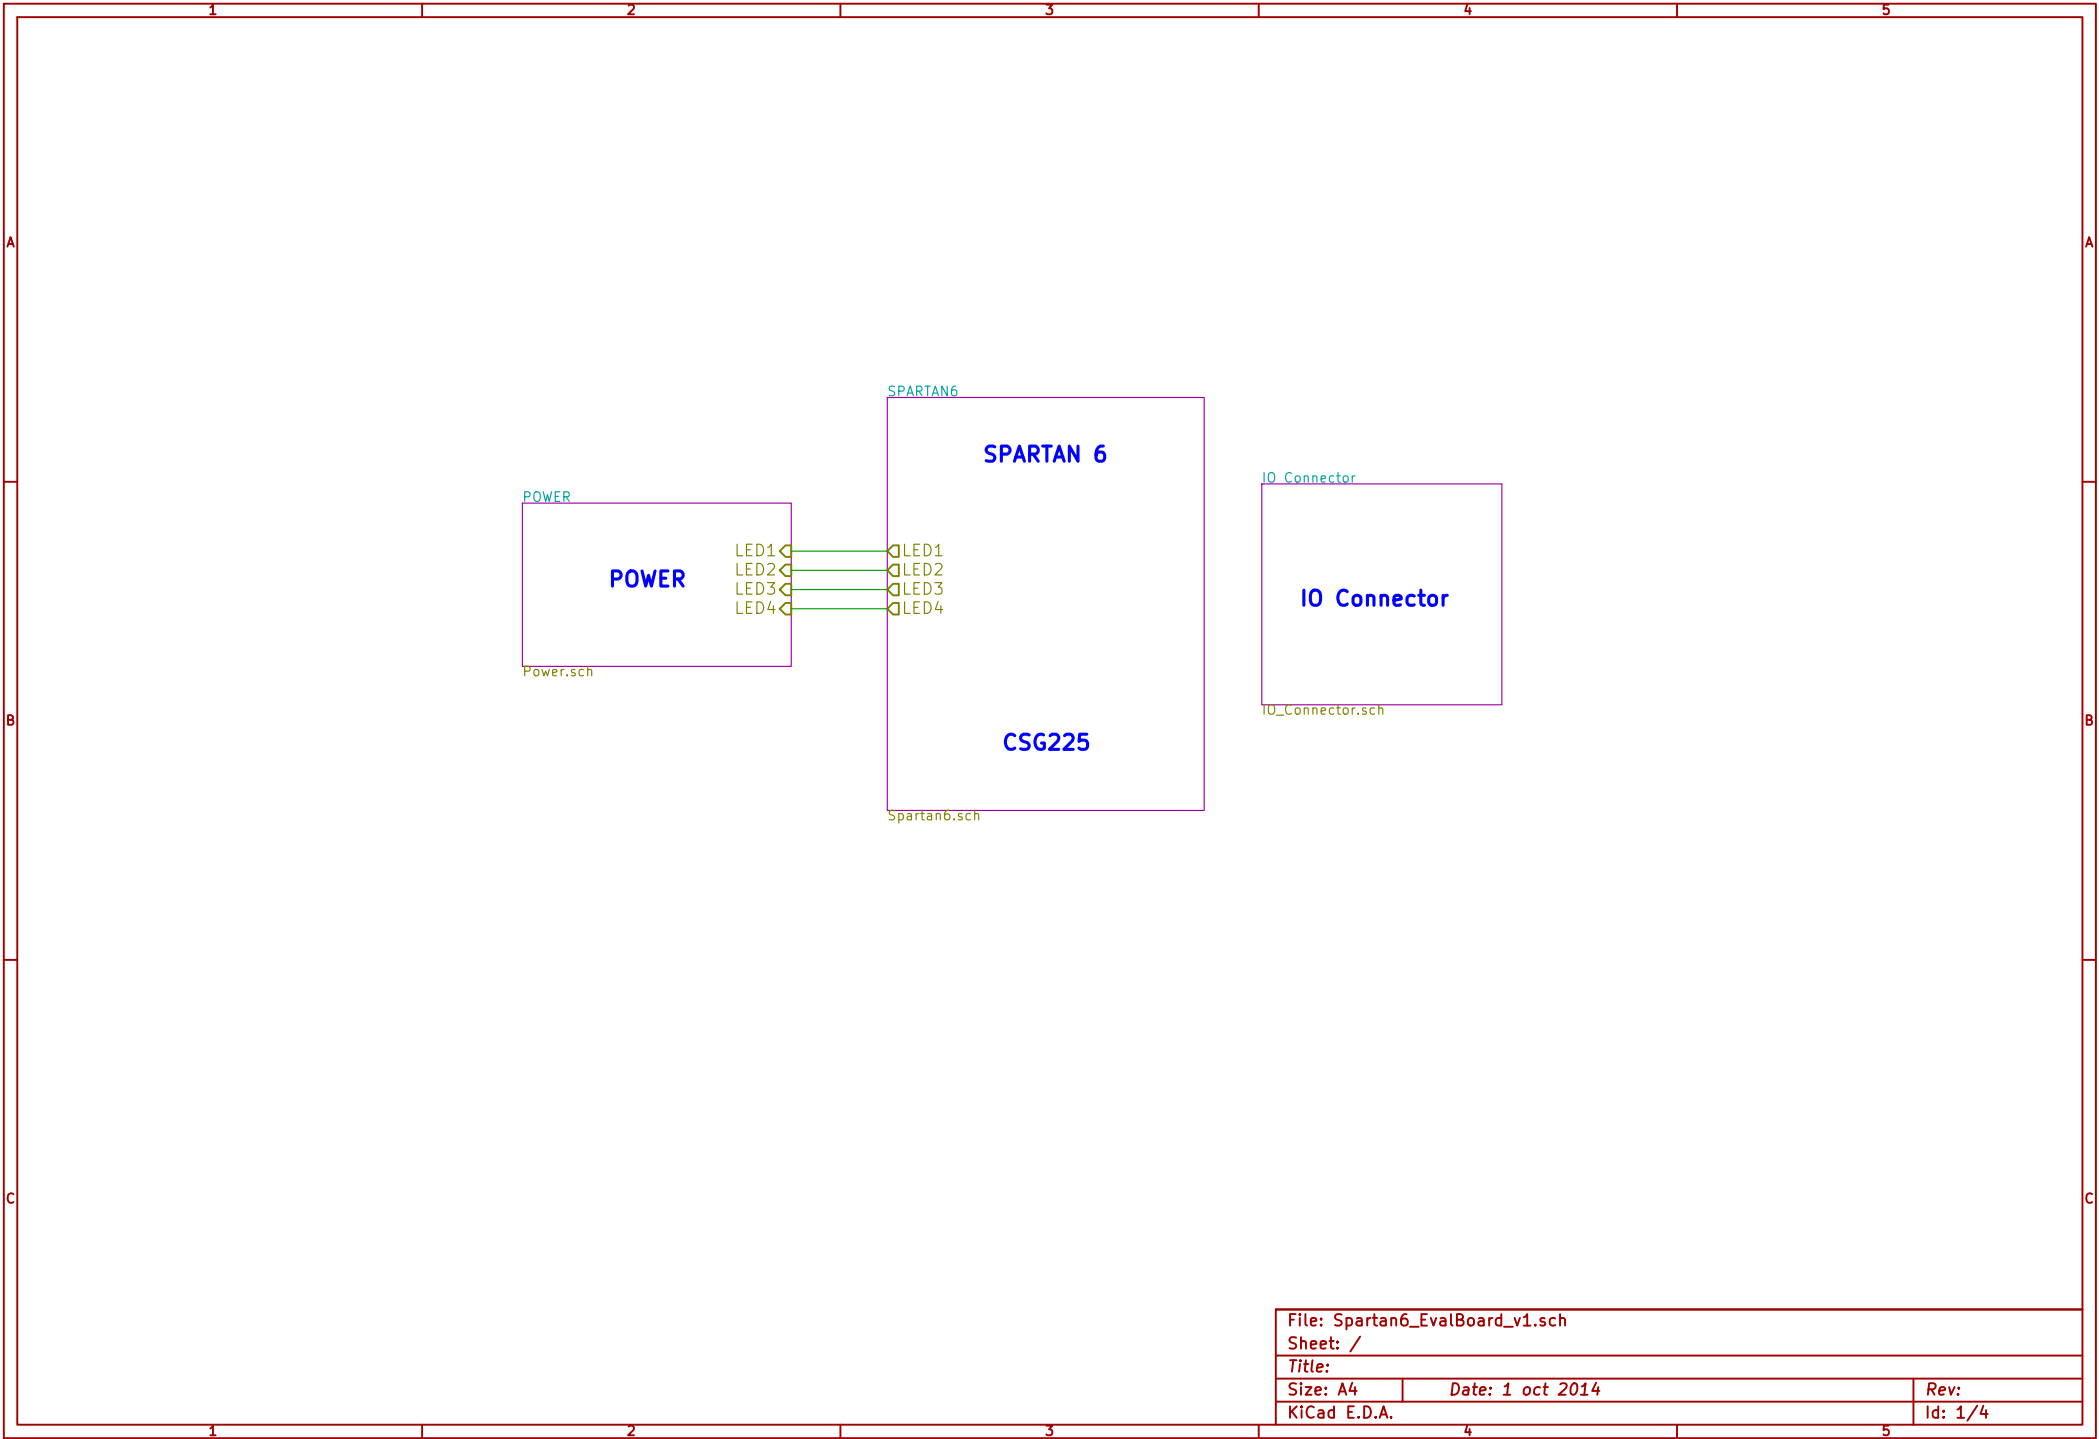 1 2 3 4 5
A A
SPARTAN6
SPARTAN 6
IO Connector
POWER
LED1 LED1
LED2 LED2
POWER
LED3 LED3
IO Connector
LED4 LED4
Power.sch
IO_Connector.sch
B B
CSG225
Spartan6.sch
C C
File: Spartan6_EvalBoard_v1.sch
Sheet: /
Title:
Size: A4 Date: 1 oct 2014 Rev:
KiCad E.D.A. Id: 1/4
1 2 3 4 5